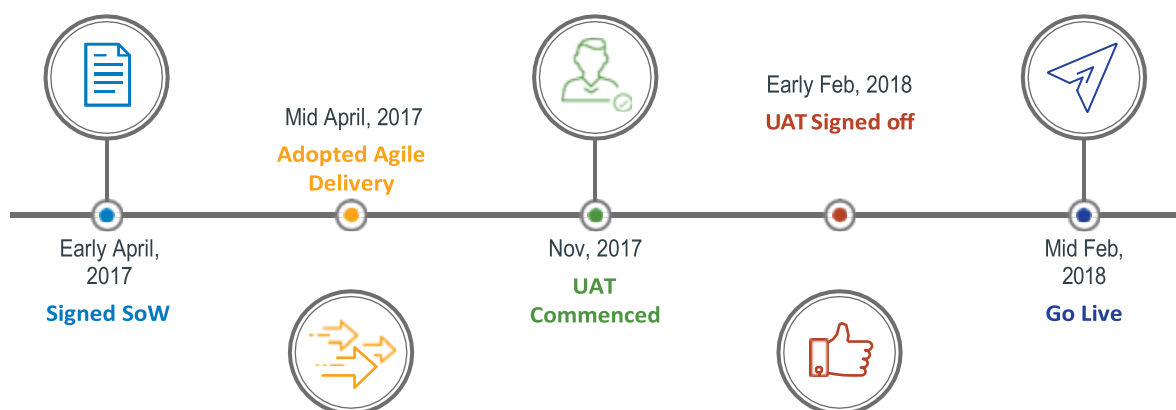 Early April,
2017
Signed SoW
Mid April, 2017
Adopted Agile
Delivery
Nov, 2017
UAT
Commenced
Early Feb, 2018
UAT Signed off
Mid Feb,
2018
Go Live